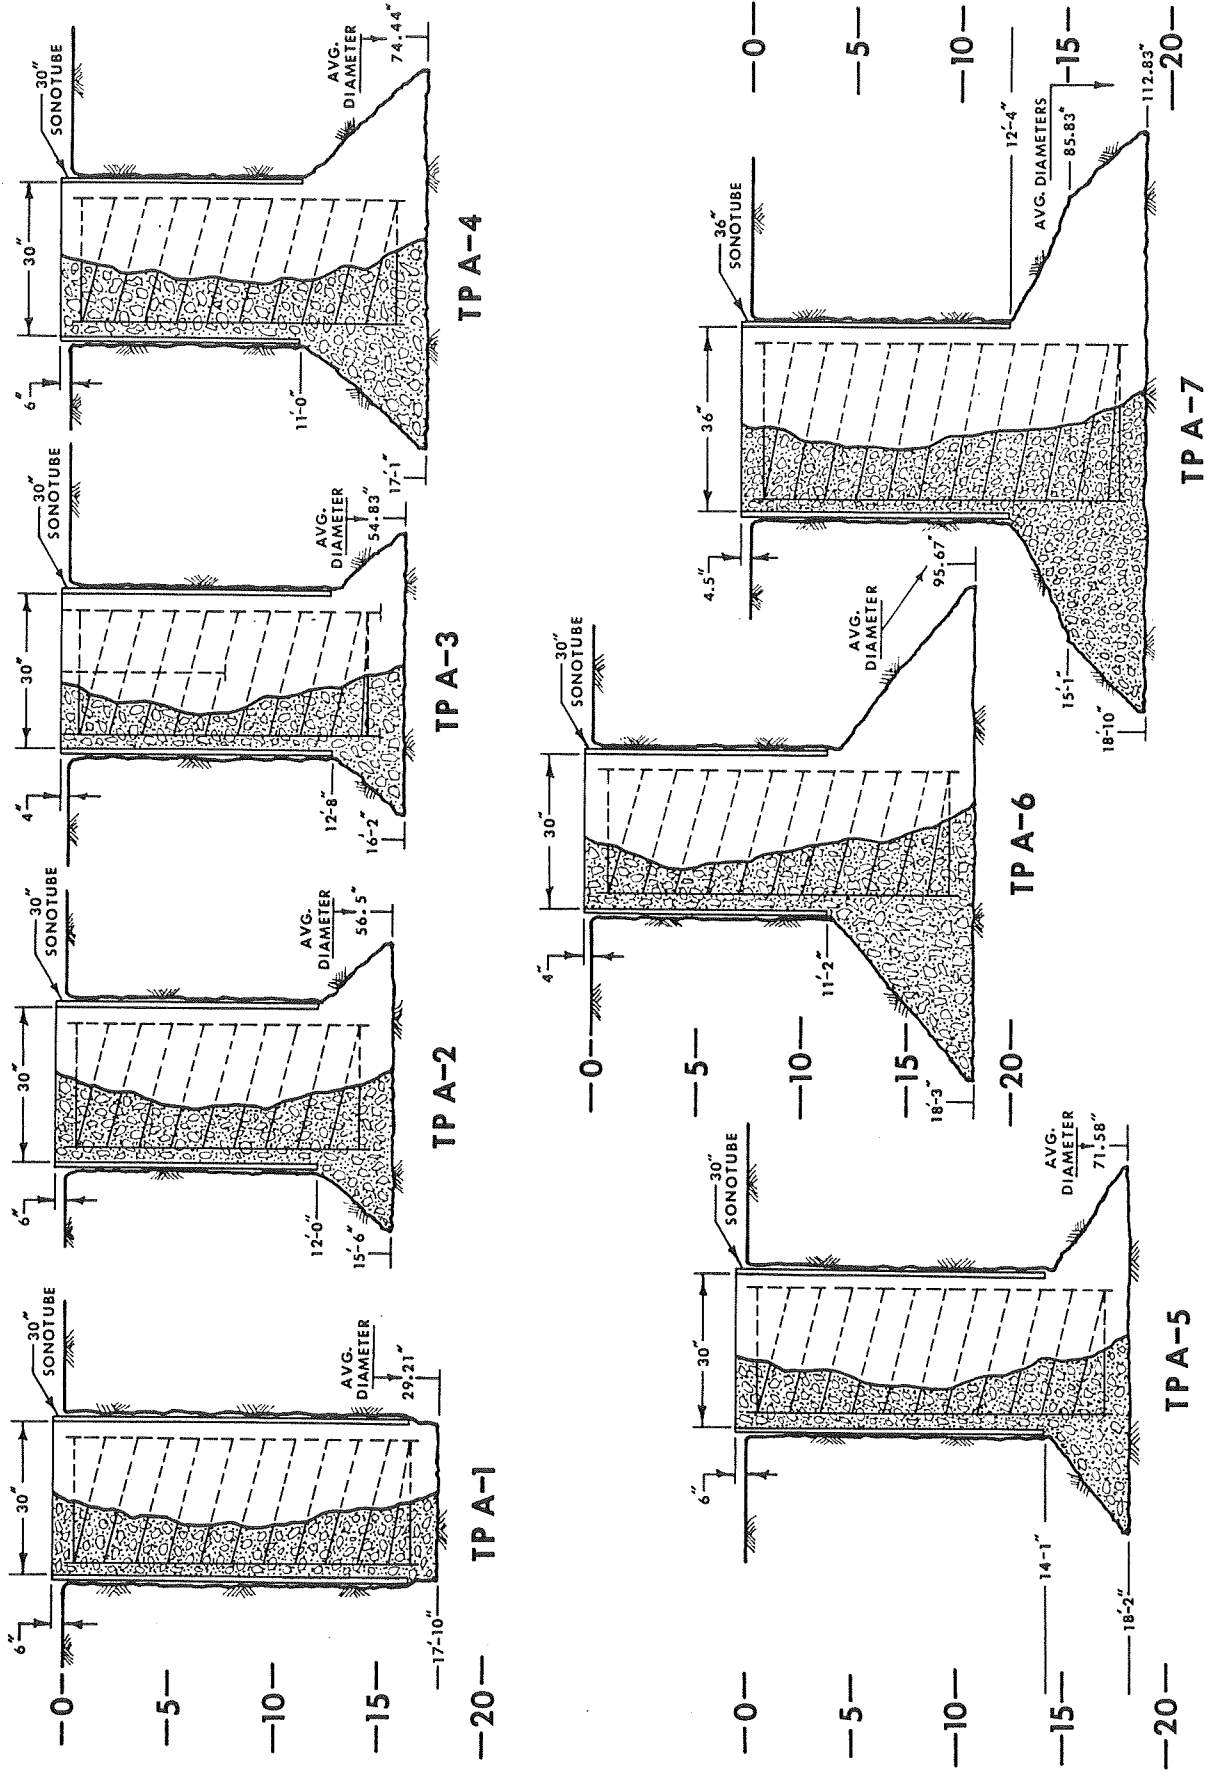 6″
30″
30″
SONOTUBE
AVG.
DIAMETER
29.21″
17′-10″
TP A-1
—0—
—5—
—10—
—15—
—20—
6″
30″
30″
SONOTUBE
AVG.
DIAMETER
56.5″
12′-0″
15′-6″
TP A-2
4″
30″
30″
SONOTUBE
AVG.
DIAMETER
54.83″
12′-8″
16′-2″
TP A-3
6″
30″
30″
SONOTUBE
AVG.
DIAMETER
74.44″
11′-0″
17′-1″
TP A-4
6″
30″
30″
SONOTUBE
AVG.
DIAMETER
71.58″
14′-1″
18′-2″
TP A-5
—0—
—5—
—10—
—15—
—20—
4″
30″
30″
SONOTUBE
AVG.
DIAMETER
95.67″
11′-2″
18′-3″
TP A-6
—0—
—5—
—10—
—15—
—20—
4.5″
36″
36″
SONOTUBE
12′-4″
AVG. DIAMETERS
85.83″
112.83″
15′-1″
18′-10″
TP A-7
—0—
—5—
—10—
—15—
—20—